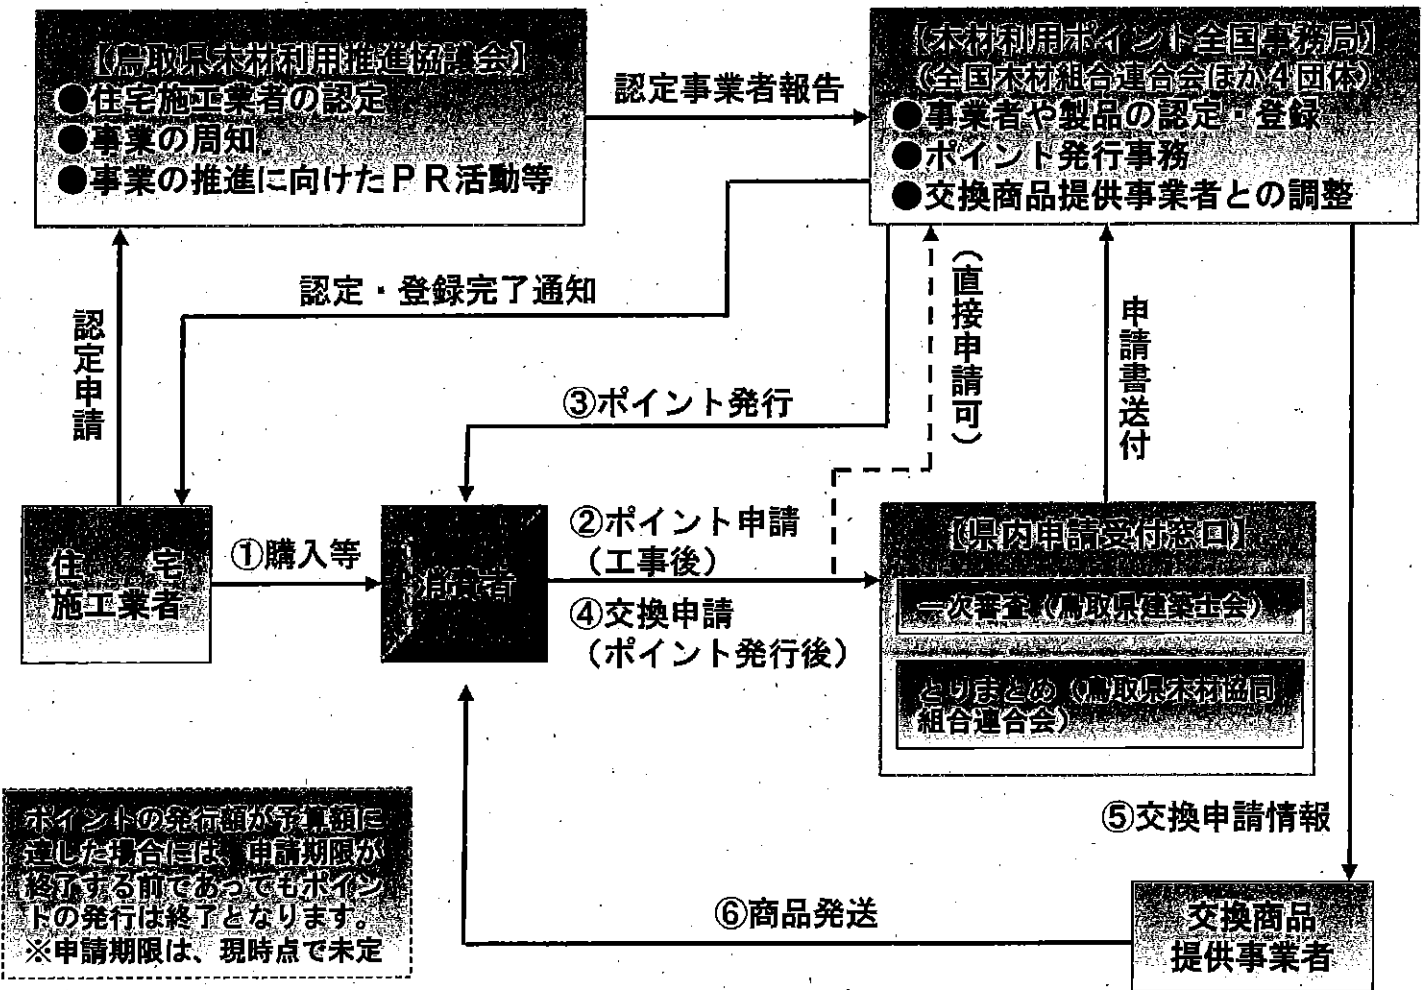 【鳥取県木材利用推進協議会】
●住宅施工業者の認定
●事業の周知
●事業の推進に向けたPR活動等
認定事業者報告
【木材利用ポイント全国事務局】
(全国木材組合連合会ほか4団体)
●事業者や製品の認定・登録
●ポイント発行事務
●交換商品提供事業者との調整
認定・登録完了通知
認定申請
③ポイント発行
(直接申請可)
申請書送付
住 宅
施工業者
①購入等
消費者
②ポイント申請
(工事後)
④交換申請
(ポイント発行後)
【県内申請受付窓口】
一次審査(鳥取県建築士会)
とりまとめ(鳥取県木材協同
組合連合会)
⑤交換申請情報
ポイントの発行額が予算額に
達した場合には、申請期限が
終了する前であってもポイン
トの発行は終了となります。
※申請期限は、現時点で未定
⑥商品発送
交換商品
提供事業者